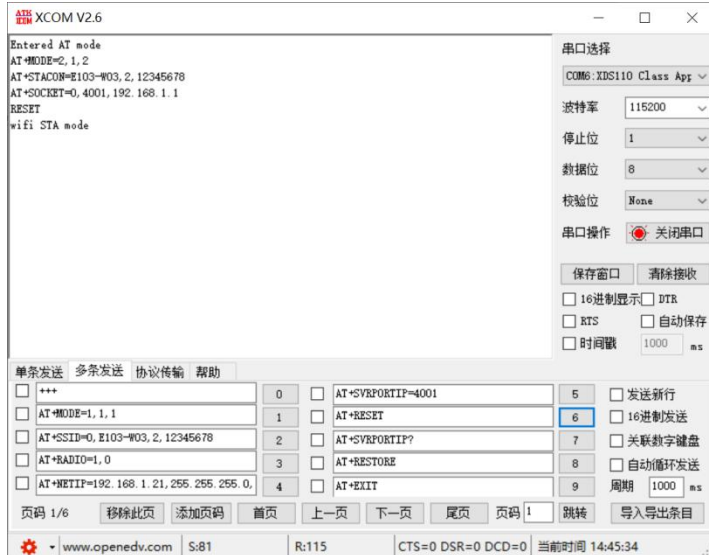 ATK XCOM V2.6
Entered AT mode
AT+MODE=2,1,2
AT+STACON=E103-W03,2,12345678
AT+SOCKET=0,4001,192.168.1.1
RESET
wifi STA mode
串口选择
COM6:XDS110 Class App
波特率 115200
停止位 1
数据位 8
校验位 None
串口操作 关闭串口
保存窗口 清除接收
16进制显示 DTR
RTS 自动保存
时间戳 1000 ms
单条发送 多条发送 协议传输 帮助
+++ 0 AT+SVRPORTIP=4001 5 发送新行
AT+MODE=1,1,1 1 AT+RESET 6 16进制发送
AT+SSID=0,E103-W03,2,12345678 2 AT+SVRPORTIP? 7 关联数字键盘
AT+RADIO=1,0 3 AT+RESTORE 8 自动循环发送
AT+NETIP=192.168.1.21,255.255.255.0, 4 AT+EXIT 9 周期 1000 ms
页码 1/6 移除此页 添加页码 首页 上一页 下一页 尾页 页码 1 跳转 导入导出条目
www.openedv.com S:81 R:115 CTS=0 DSR=0 DCD=0 当前时间 14:45:34